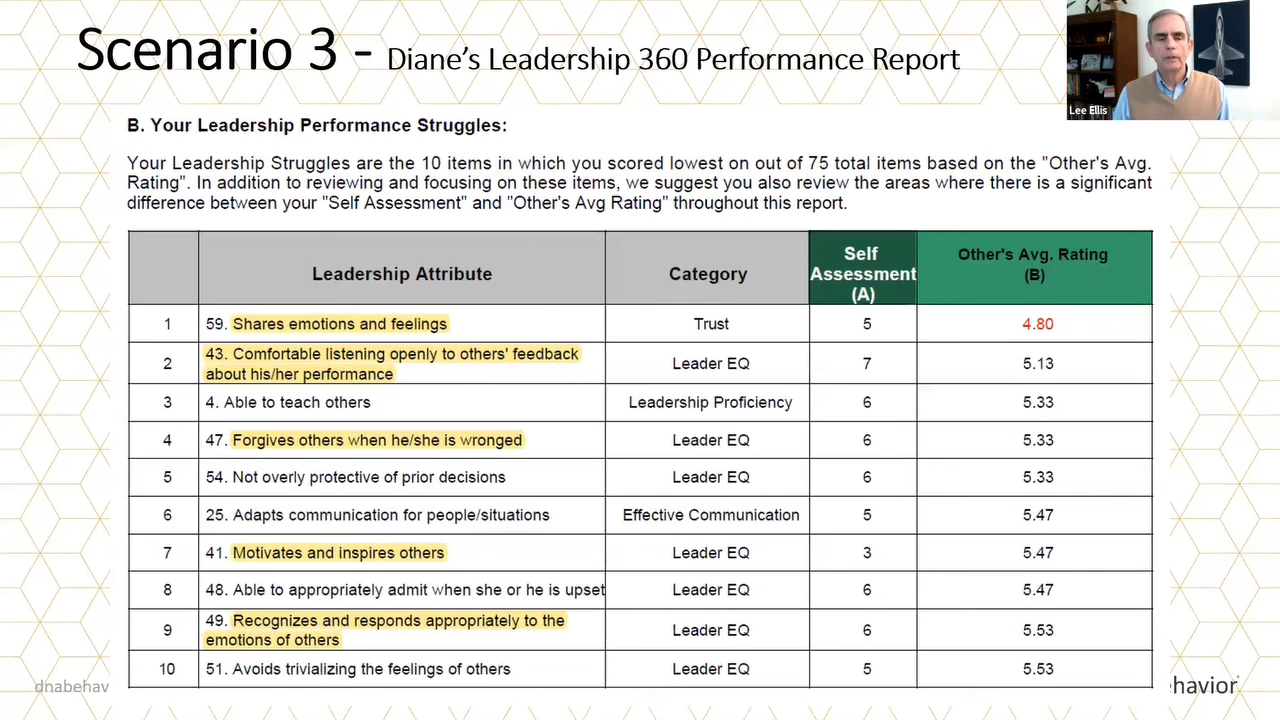 Scenario 3 - Diane's Leadership 360 Performance Report
Lee Ellis
B. Your Leadership Performance Struggles:
Your Leadership Struggles are the 10 items in which you scored lowest on out of 75 total items based on the "Other's Avg.
Rating". In addition to reviewing and focusing on these items, we suggest you also review the areas where there is a significant
difference between your "Self Assessment" and "Other's Avg Rating" throughout this report.
Leadership Attribute
Category
Self
Assessment
(A)
Other's Avg. Rating
(B)
1 59. Shares emotions and feelings Trust 5 4.80
2 43. Comfortable listening openly to others' feedback
about his/her performance Leader EQ 7 5.13
3 4. Able to teach others Leadership Proficiency 6 5.33
4 47. Forgives others when he/she is wronged Leader EQ 6 5.33
5 54. Not overly protective of prior decisions Leader EQ 6 5.33
6 25. Adapts communication for people/situations Effective Communication 5 5.47
7 41. Motivates and inspires others Leader EQ 3 5.47
8 48. Able to appropriately admit when she or he is upset Leader EQ 6 5.47
9 49. Recognizes and responds appropriately to the
emotions of others Leader EQ 6 5.53
10 51. Avoids trivializing the feelings of others Leader EQ 5 5.53
dnabehav
havior